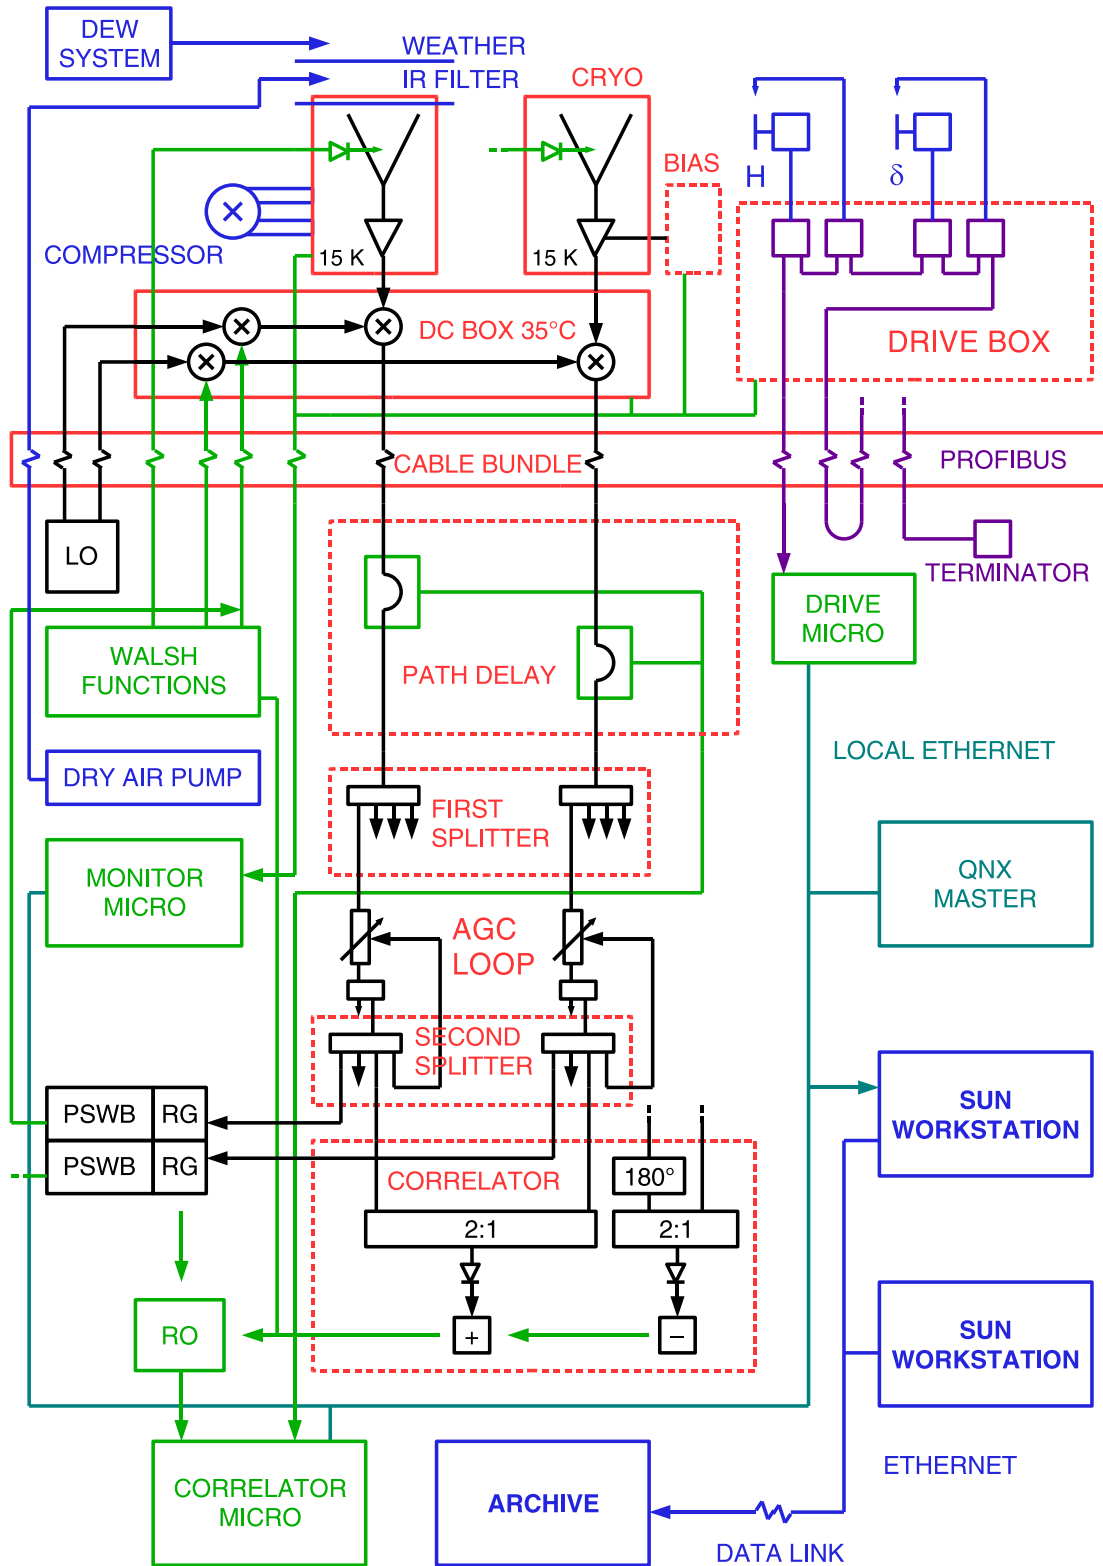 DEW
SYSTEM
WEATHER
IR FILTER
CRYO
BIAS
H
δ
COMPRESSOR
15 K
15 K
DC BOX 35°C
DRIVE BOX
CABLE BUNDLE
PROFIBUS
LO
TERMINATOR
DRIVE
MICRO
WALSH
FUNCTIONS
PATH DELAY
LOCAL ETHERNET
DRY AIR PUMP
FIRST
SPLITTER
MONITOR
MICRO
QNX
MASTER
AGC
LOOP
SECOND
SPLITTER
PSWB
RG
PSWB
RG
SUN
WORKSTATION
CORRELATOR
180°
2:1
2:1
RO
+
−
SUN
WORKSTATION
CORRELATOR
MICRO
ARCHIVE
ETHERNET
DATA LINK